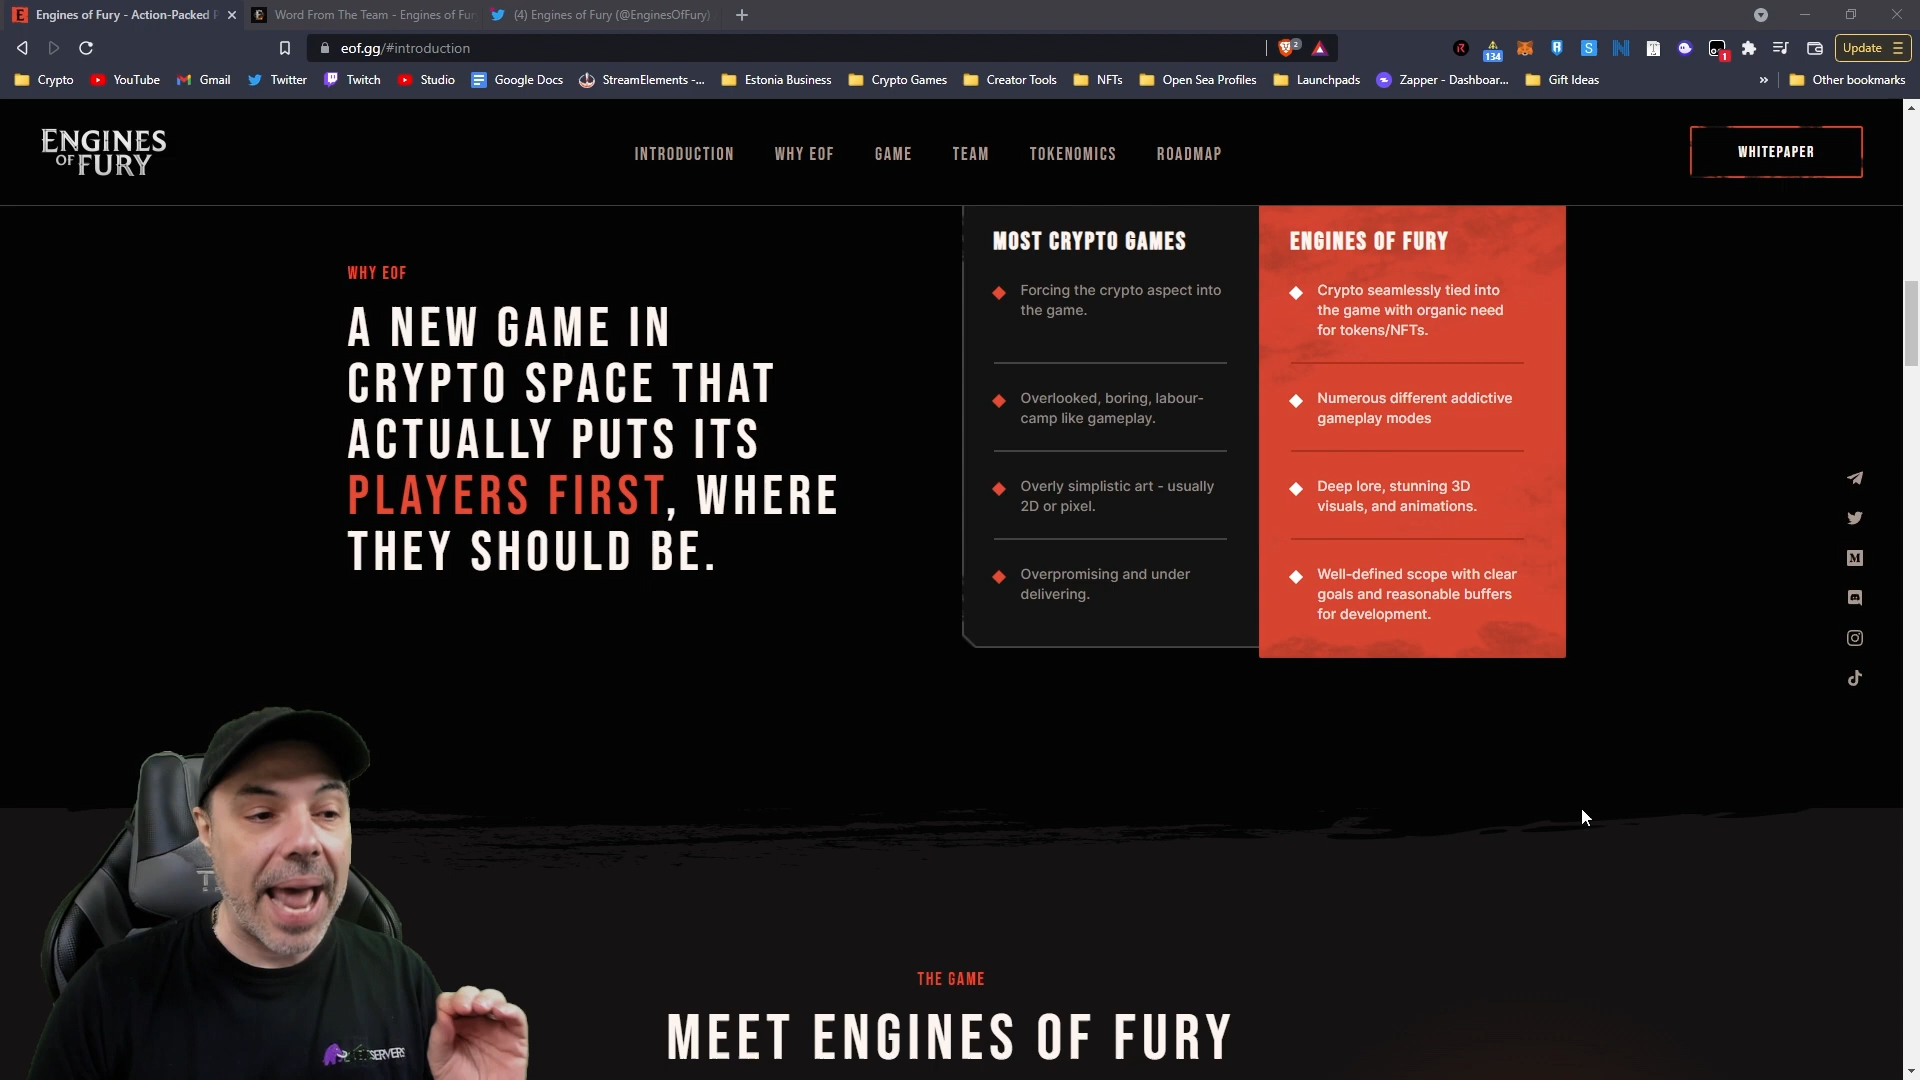 Engines of Fury - Action-Packed
Word From The Team - Engines of Fur
(4) Engines of Fury (@EnginesOfFury)
eof.gg/#introduction
2
134
1
Update
Crypto
YouTube
Gmail
Twitter
Twitch
Studio
Google Docs
StreamElements -...
Estonia Business
Crypto Games
Creator Tools
NFTs
Open Sea Profiles
Launchpads
Zapper - Dashboar...
Gift Ideas
»
Other bookmarks
ENGINES
OF FURY
INTRODUCTION
WHY EOF
GAME
TEAM
TOKENOMICS
ROADMAP
WHITEPAPER
WHY EOF
A NEW GAME IN
CRYPTO SPACE THAT
ACTUALLY PUTS ITS
PLAYERS FIRST, WHERE
THEY SHOULD BE.
MOST CRYPTO GAMES
Forcing the crypto aspect into
the game.
Overlooked, boring, labour-
camp like gameplay.
Overly simplistic art - usually
2D or pixel.
Overpromising and under
delivering.
ENGINES OF FURY
Crypto seamlessly tied into
the game with organic need
for tokens/NFTs.
Numerous different addictive
gameplay modes
Deep lore, stunning 3D
visuals, and animations.
Well-defined scope with clear
goals and reasonable buffers
for development.
THE GAME
MEET ENGINES OF FURY